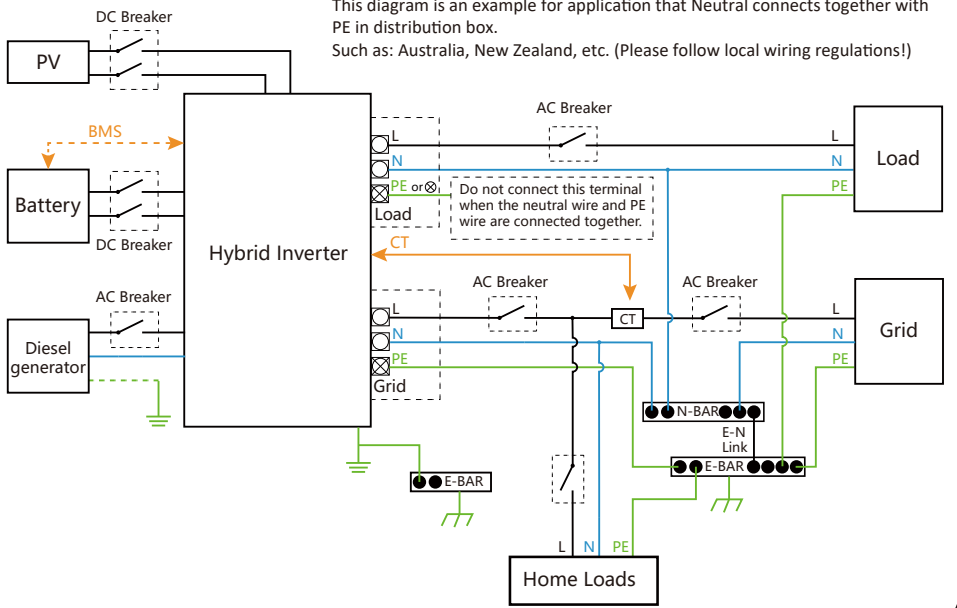 This diagram is an example for application that Neutral connects together with
PE in distribution box.
Such as: Australia, New Zealand, etc. (Please follow local wiring regulations!)
DC Breaker
PV
BMS
Battery
DC Breaker
AC Breaker
Diesel
generator
Hybrid Inverter
L
N
PE or
Load
Do not connect this terminal
when the neutral wire and PE
wire are connected together.
AC Breaker
L
N
PE
Load
CT
AC Breaker
CT
AC Breaker
L
N
PE
Grid
L
N
PE
Grid
N-BAR
E-N
Link
E-BAR
E-BAR
L
N
PE
Home Loads